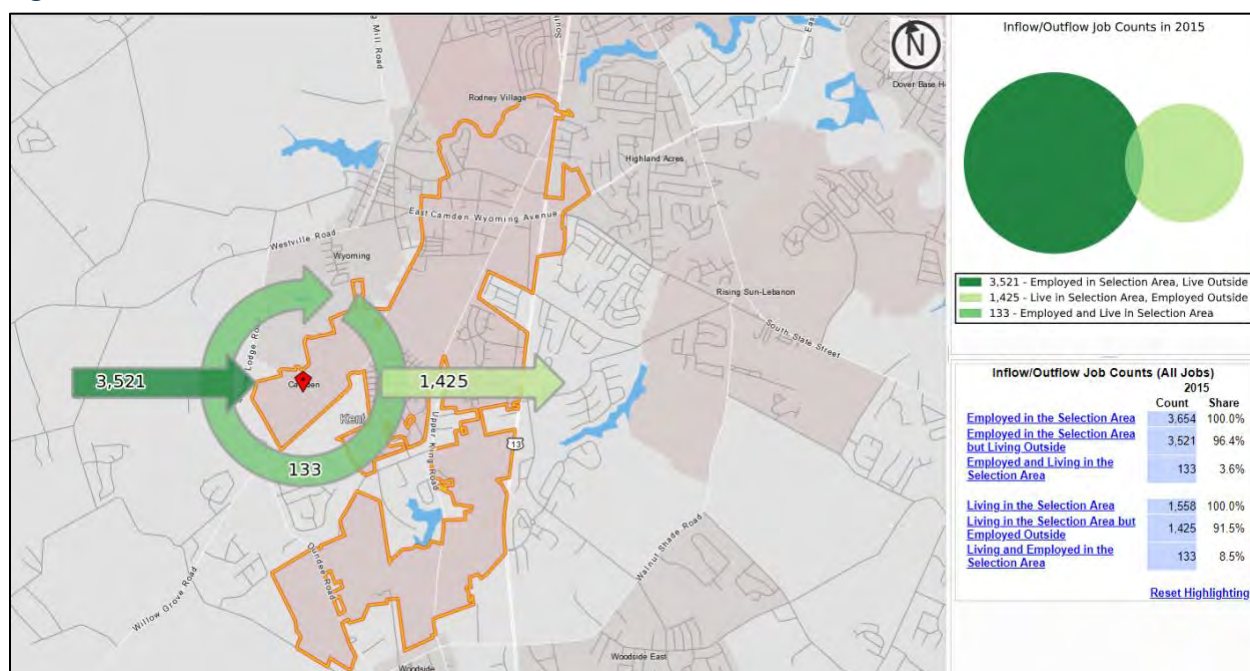 Mill Road
South
Rodney Village
Dover Base H
Highland Acres
East Camden Wyoming Avenue
Westville Road
Wyoming
Rising Sun-Lebanon
South State Street
Lodge Ro
3,521
Camden
1,425
Kent
Upper King Road
13
133
Dundee Road
Walnut Shade Road
Willow Grove Road
Woodside
Woodside East
N
Inflow/Outflow Job Counts in 2015
3,521 - Employed in Selection Area, Live Outside
1,425 - Live in Selection Area, Employed Outside
133 - Employed and Live in Selection Area
Inflow/Outflow Job Counts (All Jobs)
2015
Count Share
Employed in the Selection Area 3,654 100.0%
Employed in the Selection Area
but Living Outside 3,521 96.4%
Employed and Living in the
Selection Area 133 3.6%
Living in the Selection Area 1,558 100.0%
Living in the Selection Area but
Employed Outside 1,425 91.5%
Living and Employed in the
Selection Area 133 8.5%
Reset Highlighting